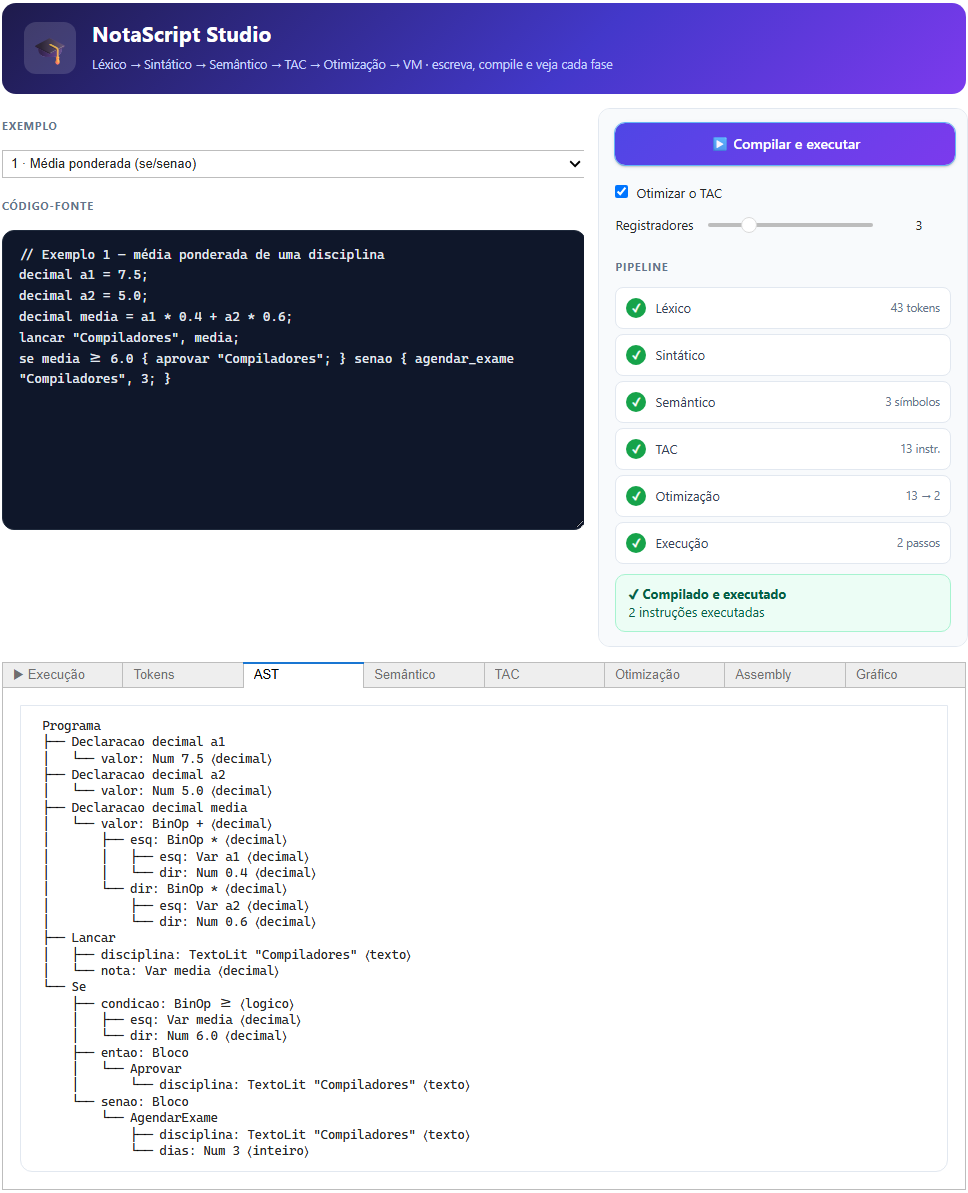 NotaScript Studio
Léxico → Sintático → Semântico → TAC → Otimização → VM · escreva, compile e veja cada fase
EXEMPLO
1 · Média ponderada (se/senao)
CÓDIGO-FONTE
// Exemplo 1 — média ponderada de uma disciplina
decimal a1 = 7.5;
decimal a2 = 5.0;
decimal media = a1 * 0.4 + a2 * 0.6;
lancar "Compiladores", media;
se media ≥ 6.0 { aprovar "Compiladores"; } senao { agendar_exame
"Compiladores", 3; }
Compilar e executar
Otimizar o TAC
Registradores 3
PIPELINE
Léxico 43 tokens
Sintático
Semântico 3 símbolos
TAC 13 instr.
Otimização 13 → 2
Execução 2 passos
✓ Compilado e executado
2 instruções executadas
▶ Execução Tokens AST Semântico TAC Otimização Assembly Gráfico
Programa
├── Declaracao decimal a1
│   └── valor: Num 7.5 ⟨decimal⟩
├── Declaracao decimal a2
│   └── valor: Num 5.0 ⟨decimal⟩
├── Declaracao decimal media
│   └── valor: BinOp + ⟨decimal⟩
│       ├── esq: BinOp * ⟨decimal⟩
│       │   ├── esq: Var a1 ⟨decimal⟩
│       │   └── dir: Num 0.4 ⟨decimal⟩
│       └── dir: BinOp * ⟨decimal⟩
│           ├── esq: Var a2 ⟨decimal⟩
│           └── dir: Num 0.6 ⟨decimal⟩
├── Lancar
│   ├── disciplina: TextoLit "Compiladores" ⟨texto⟩
│   └── nota: Var media ⟨decimal⟩
└── Se
    ├── condicao: BinOp ≥ ⟨logico⟩
    │   ├── esq: Var media ⟨decimal⟩
    │   └── dir: Num 6.0 ⟨decimal⟩
    ├── entao: Bloco
    │   └── Aprovar
    │       └── disciplina: TextoLit "Compiladores" ⟨texto⟩
    └── senao: Bloco
        └── AgendarExame
            ├── disciplina: TextoLit "Compiladores" ⟨texto⟩
            └── dias: Num 3 ⟨inteiro⟩